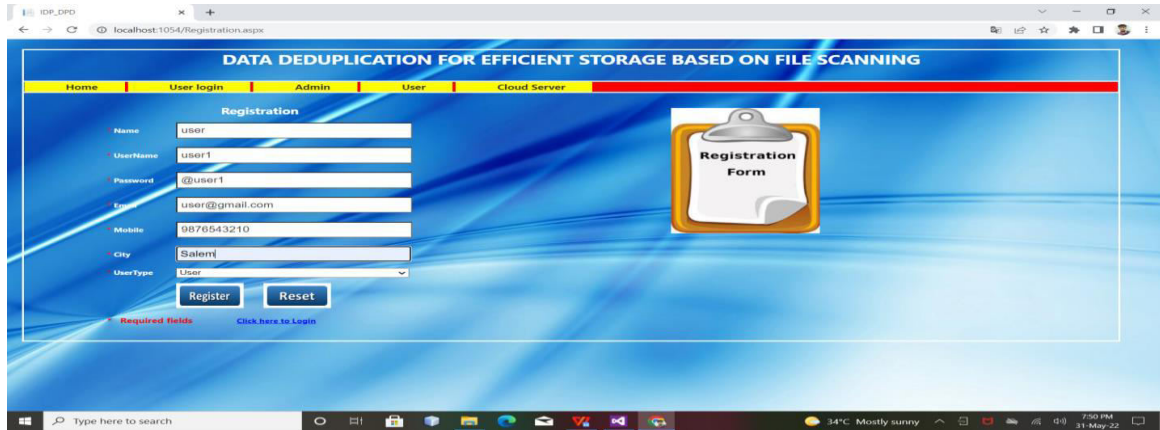 IDP_DPD
localhost:1054/Registration.aspx
DATA DEDUPLICATION FOR EFFICIENT STORAGE BASED ON FILE SCANNING
Home User login Admin User Cloud Server
Registration
* Name user
* UserName user1
* Password @user1
* Email user@gmail.com
* Mobile 9876543210
* City Salem
* UserType User
Register Reset
* Required fields Click here to Login
Registration
Form
Type here to search
34°C Mostly sunny
7:50 PM
31-May-22